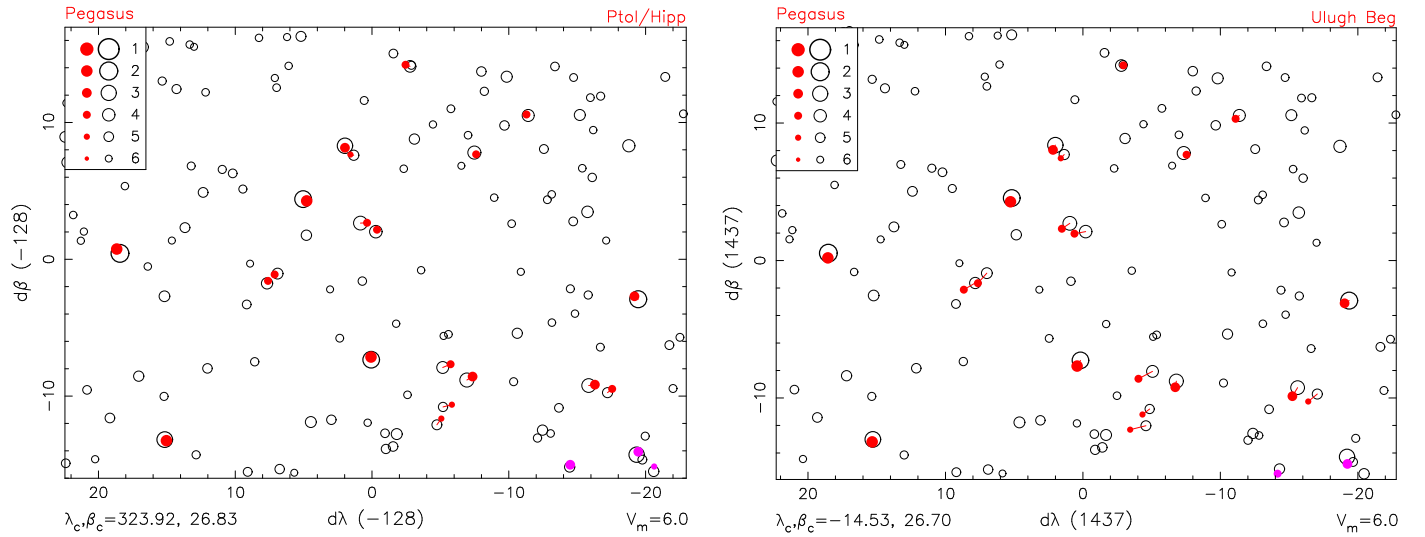 Pegasus Ptol/Hipp
1
2
3
4
5
6
10
0
−10
dβ (−128)
20 10 0 −10 −20
λc,βc=323.92, 26.83 dλ (−128) Vm=6.0
Pegasus Ulugh Beg
1
2
3
4
5
6
10
0
−10
dβ (1437)
20 10 0 −10 −20
λc,βc=−14.53, 26.70 dλ (1437) Vm=6.0